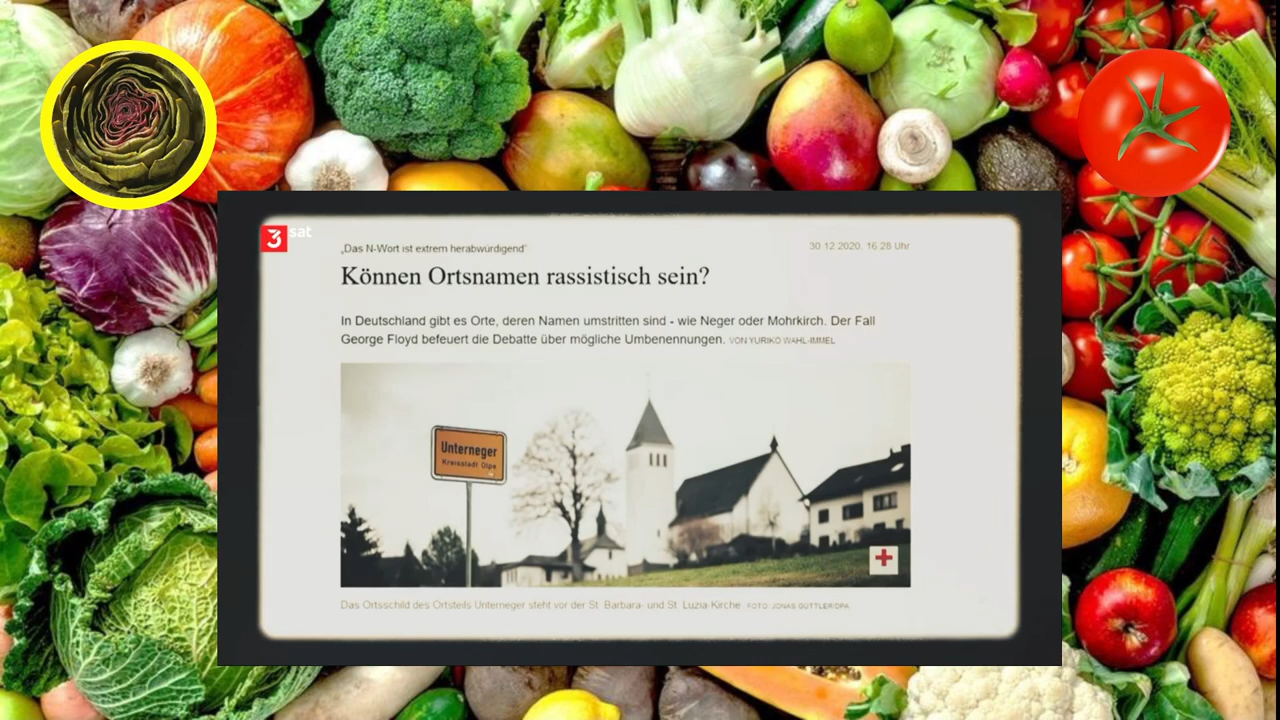 3sat
„Das N-Wort ist extrem herabwürdigend“
30.12.2020, 16:28 Uhr
Können Ortsnamen rassistisch sein?
In Deutschland gibt es Orte, deren Namen umstritten sind - wie Neger oder Mohrkirch. Der Fall
George Floyd befeuert die Debatte über mögliche Umbenennungen. VON YURIKO WAHL-IMMEL
Unterneger
Kreisstadt Olpe
Das Ortsschild des Ortsteils Unterneger steht vor der St. Barbara- und St. Luzia-Kirche. FOTO: JONAS GÜTTLER/DPA